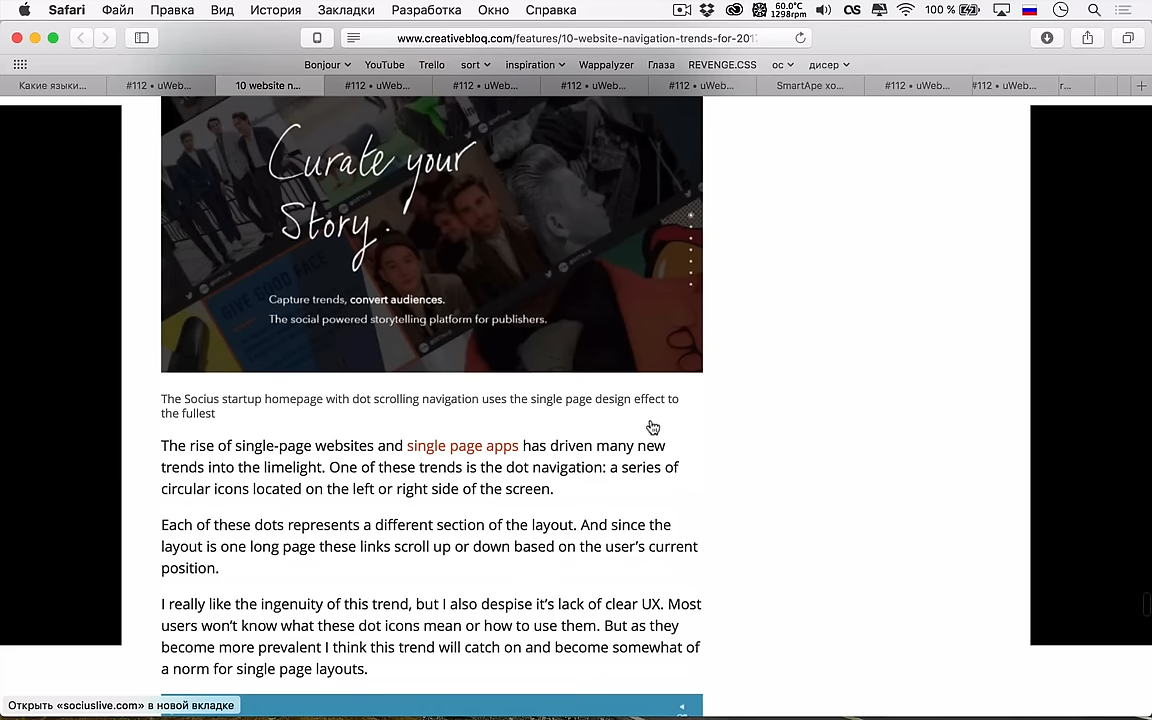 Safari Файл Правка Вид История Закладки Разработка Окно Справка 60.0°C 1298rpm 100 %
www.creativebloq.com/features/10-website-navigation-trends-for-201
Bonjour YouTube Trello sort inspiration Wappalyzer Глаза REVENGE.CSS ос дисер
Какие языки... #112 • uWeb... 10 website n... #112 • uWeb... #112 • uWeb... #112 • uWeb... #112 • uWeb... SmartApe хо... #112 • uWeb... #112 • uWeb... г...
Curate your
Story.
GIVE GOOD FACE
Capture trends, convert audiences.
The social powered storytelling platform for publishers.
The Socius startup homepage with dot scrolling navigation uses the single page design effect to
the fullest
The rise of single-page websites and single page apps has driven many new
trends into the limelight. One of these trends is the dot navigation: a series of
circular icons located on the left or right side of the screen.
Each of these dots represents a different section of the layout. And since the
layout is one long page these links scroll up or down based on the user’s current
position.
I really like the ingenuity of this trend, but I also despise it’s lack of clear UX. Most
users won’t know what these dot icons mean or how to use them. But as they
become more prevalent I think this trend will catch on and become somewhat of
a norm for single page layouts.
Открыть «sociuslive.com» в новой вкладке